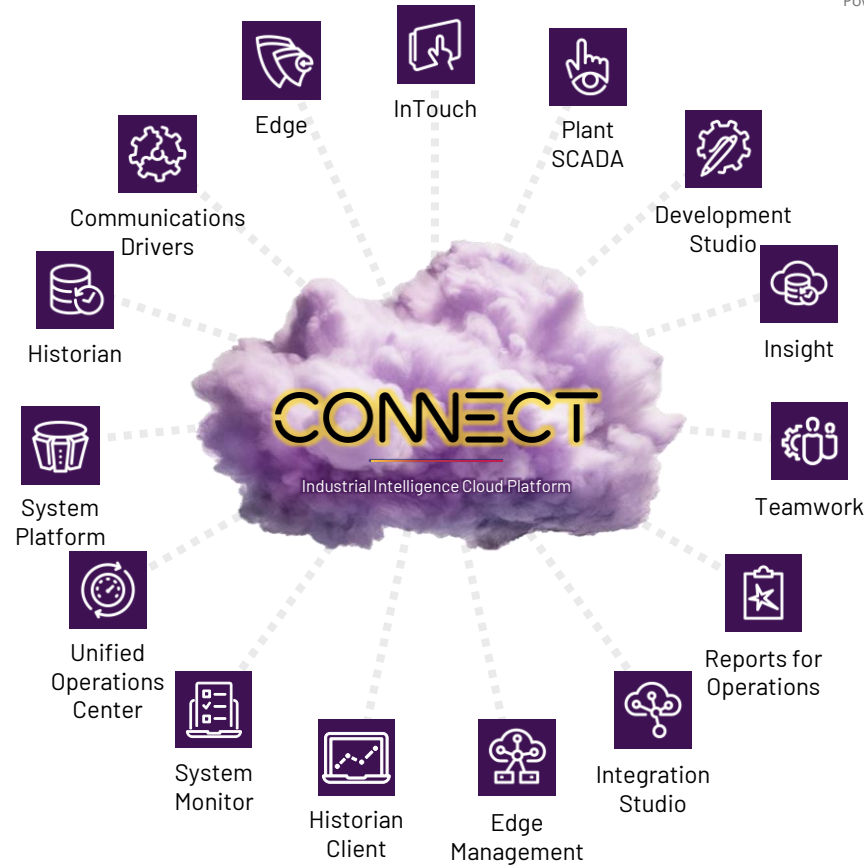 InTouch
Edge
Plant
SCADA
Communications
Drivers
Development
Studio
Historian
Insight
CONNECT
Industrial Intelligence Cloud Platform
System
Platform
Teamwork
Unified
Operations
Center
Reports for
Operations
System
Monitor
Integration
Studio
Historian
Client
Edge
Management